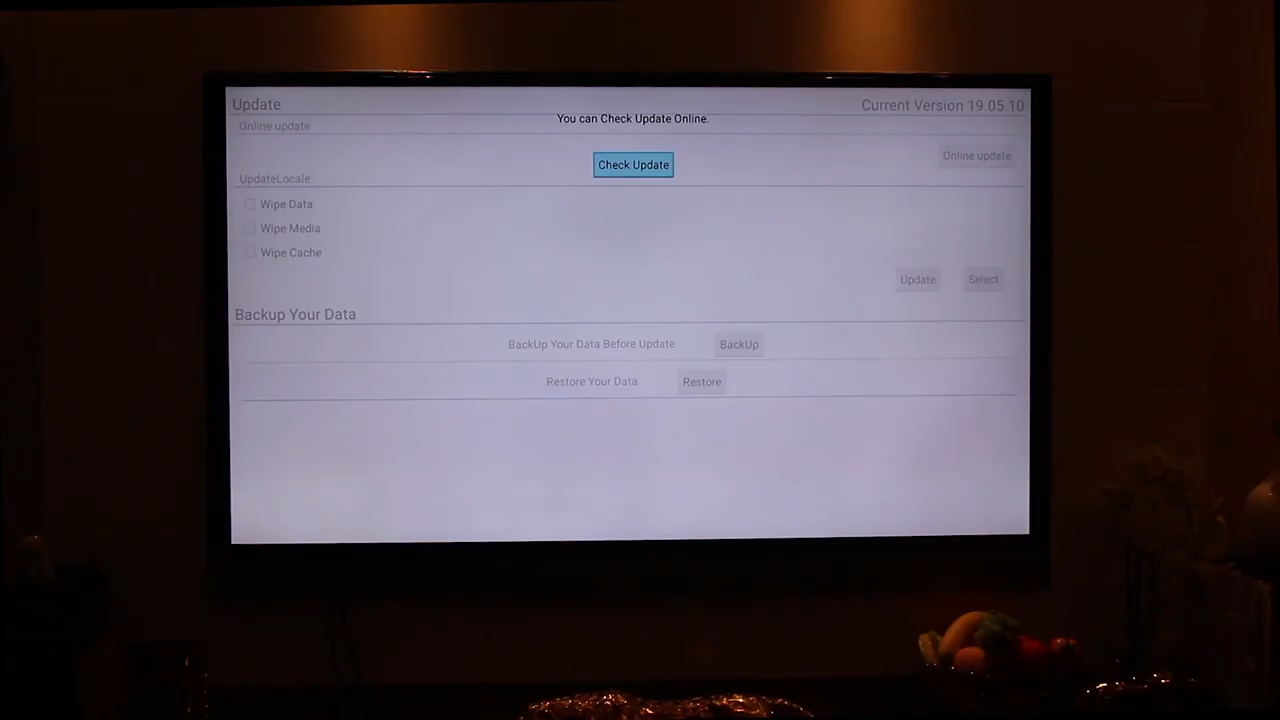 Update
Current Version 19.05.10
You can Check Update Online.
Online update
Check Update
Online update
UpdateLocale
Wipe Data
Wipe Media
Wipe Cache
Update
Select
Backup Your Data
BackUp Your Data Before Update
BackUp
Restore Your Data
Restore